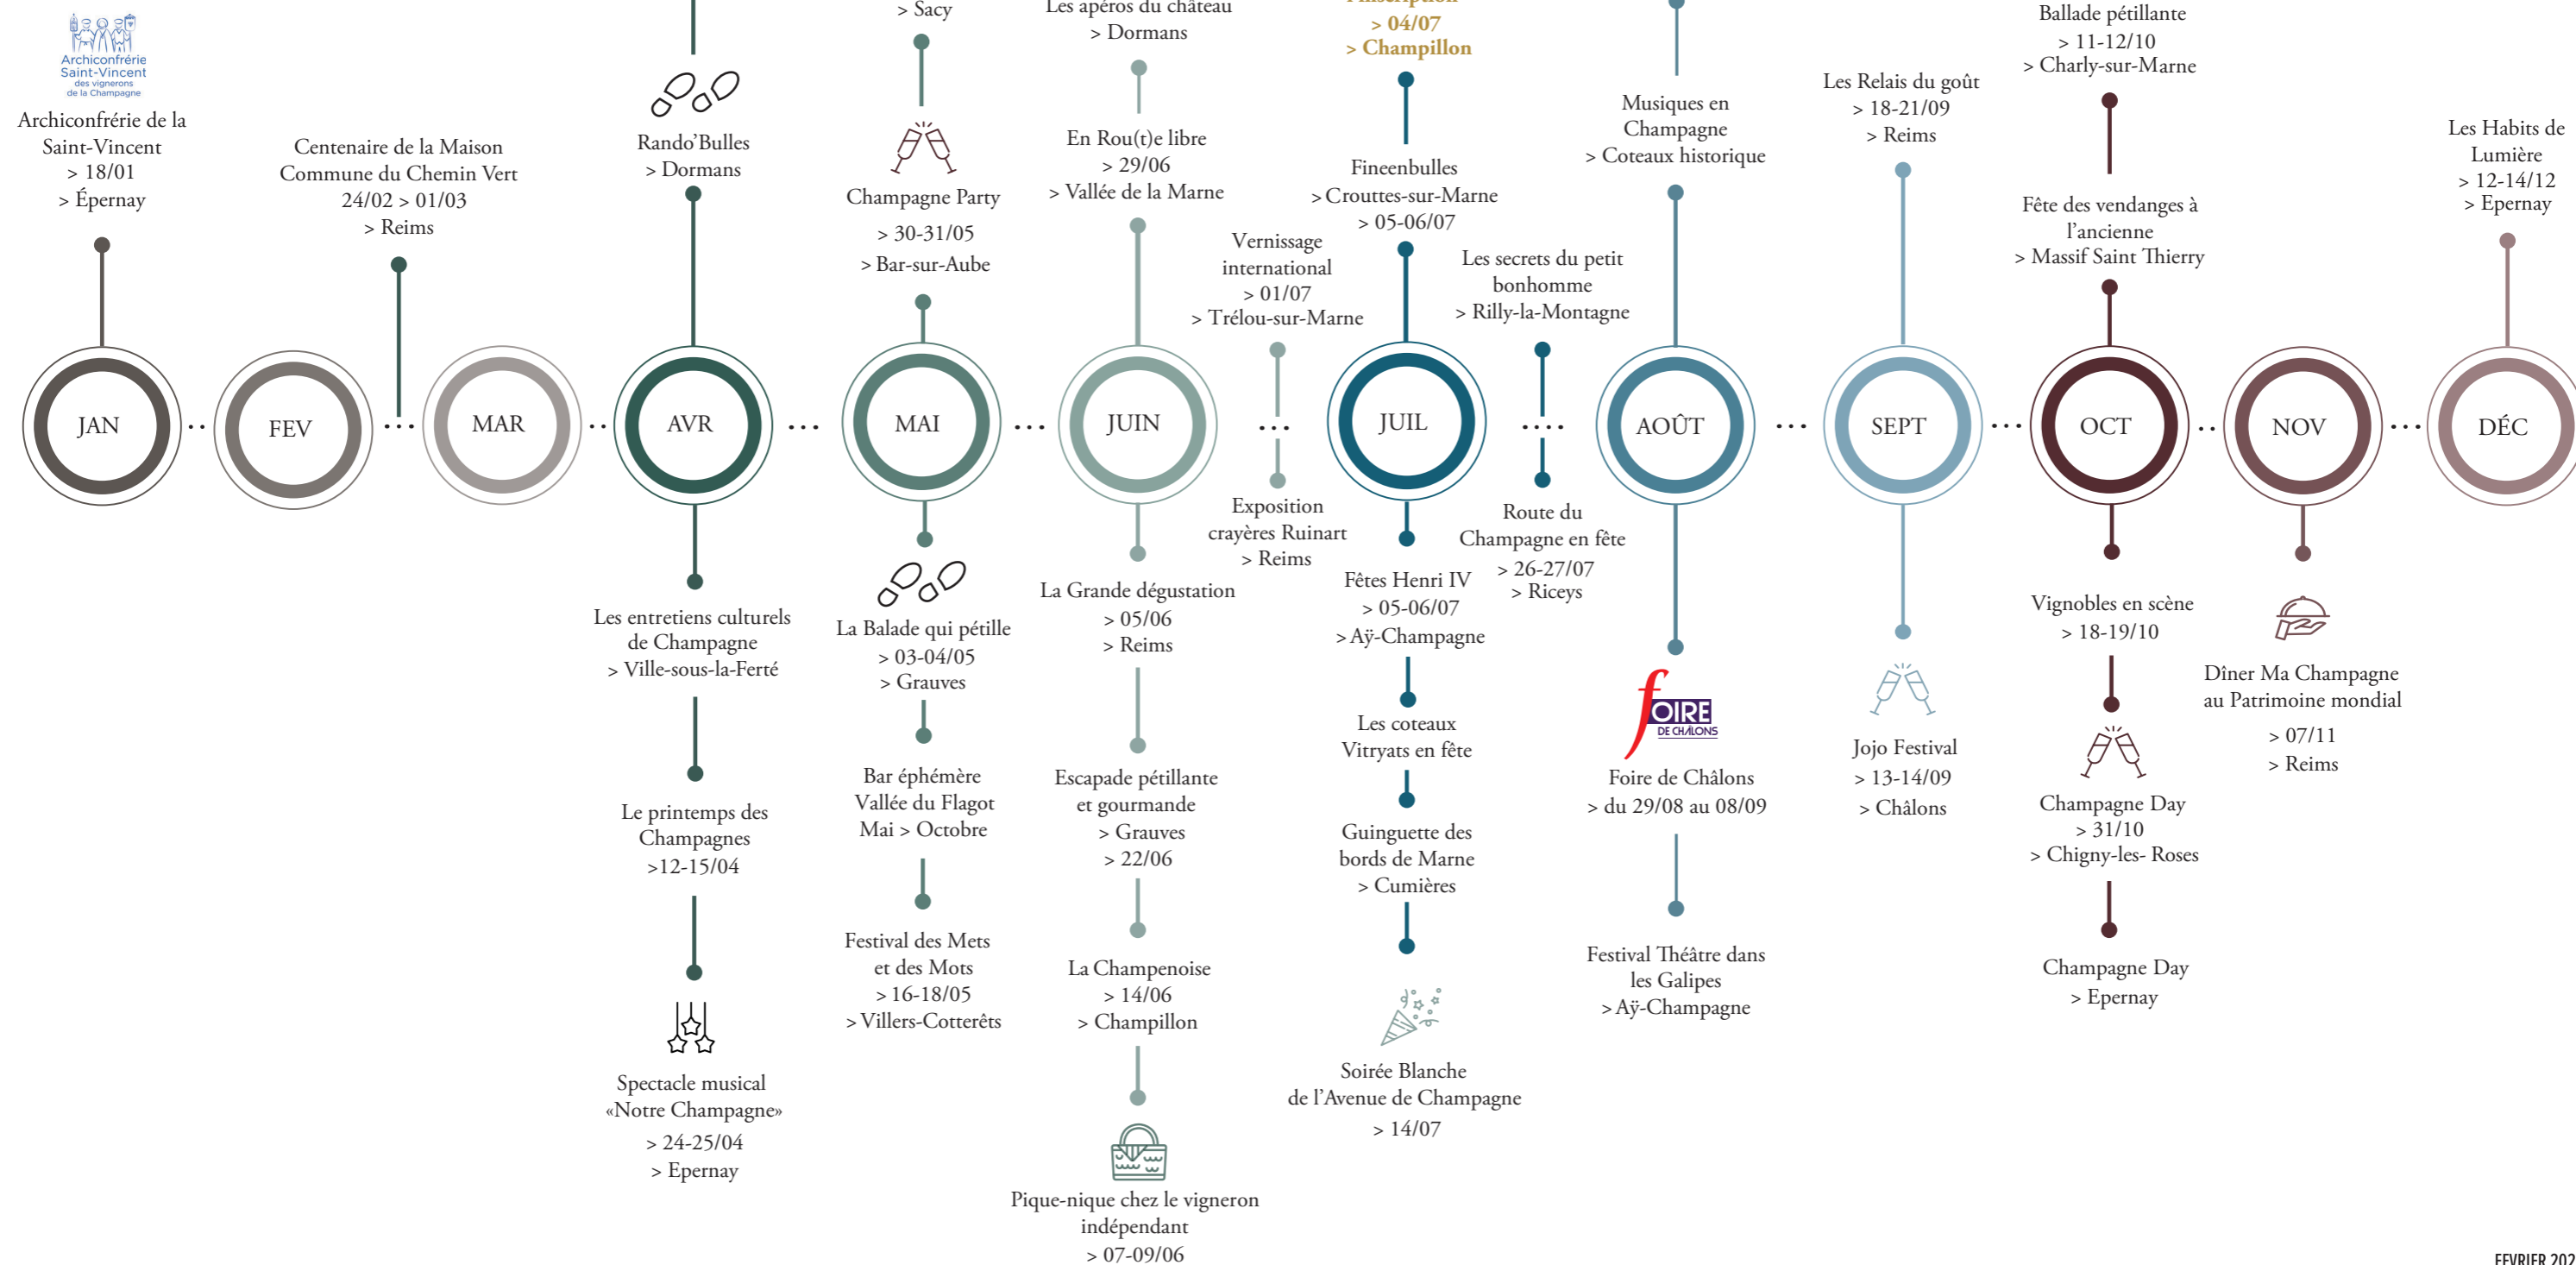 Archiconfrérie
Saint-Vincent
des vignerons
de la Champagne
Archiconfrérie de la
Saint-Vincent
> 18/01
> Épernay
JAN
FEV
Centenaire de la Maison
Commune du Chemin Vert
24/02 > 01/03
> Reims
MAR
Rando’Bulles
> Dormans
AVR
Les entretiens culturels
de Champagne
> Ville-sous-la-Ferté
Le printemps des
Champagnes
>12-15/04
Spectacle musical
«Notre Champagne»
> 24-25/04
> Epernay
> Sacy
Champagne Party
> 30-31/05
> Bar-sur-Aube
MAI
La Balade qui pétille
> 03-04/05
> Grauves
Bar éphémère
Vallée du Flagot
Mai > Octobre
Festival des Mets
et des Mots
> 16-18/05
> Villers-Cotterêts
Les apéros du château
> Dormans
En Rou(t)e libre
> 29/06
> Vallée de la Marne
JUIN
La Grande dégustation
> 05/06
> Reims
Escapade pétillante
et gourmande
> Grauves
> 22/06
La Champenoise
> 14/06
> Champillon
Pique-nique chez le vigneron
indépendant
> 07-09/06
Vernissage
international
> 01/07
> Trélou-sur-Marne
Exposition
crayères Ruinart
> Reims
> 04/07
> Champillon
Fineenbulles
> Crouttes-sur-Marne
> 05-06/07
JUIL
Fêtes Henri IV
> 05-06/07
> Aÿ-Champagne
Les coteaux
Vitryats en fête
Guinguette des
bords de Marne
> Cumières
Soirée Blanche
de l’Avenue de Champagne
> 14/07
Les secrets du petit
bonhomme
> Rilly-la-Montagne
Route du
Champagne en fête
> 26-27/07
> Riceys
Musiques en
Champagne
> Coteaux historique
AOÛT
fOIRE
DE CHÂLONS
Foire de Châlons
> du 29/08 au 08/09
Festival Théâtre dans
les Galipes
> Aÿ-Champagne
Les Relais du goût
> 18-21/09
> Reims
SEPT
Jojo Festival
> 13-14/09
> Châlons
Ballade pétillante
> 11-12/10
> Charly-sur-Marne
Fête des vendanges à
l’ancienne
> Massif Saint Thierry
OCT
Vignobles en scène
> 18-19/10
Champagne Day
> 31/10
> Chigny-les- Roses
Champagne Day
> Epernay
NOV
Dîner Ma Champagne
au Patrimoine mondial
> 07/11
> Reims
Les Habits de
Lumière
> 12-14/12
> Epernay
DÉC
FEVRIER 202